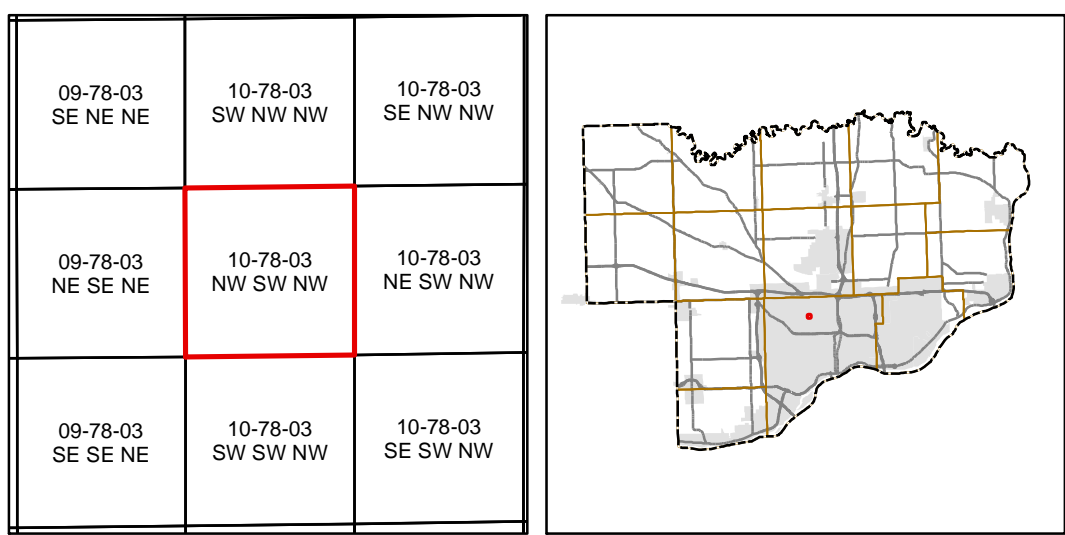 09-78-03
SE NE NE
10-78-03
SW NW NW
10-78-03
SE NW NW
09-78-03
NE SE NE
10-78-03
NW SW NW
10-78-03
NE SW NW
09-78-03
SE SE NE
10-78-03
SW SW NW
10-78-03
SE SW NW